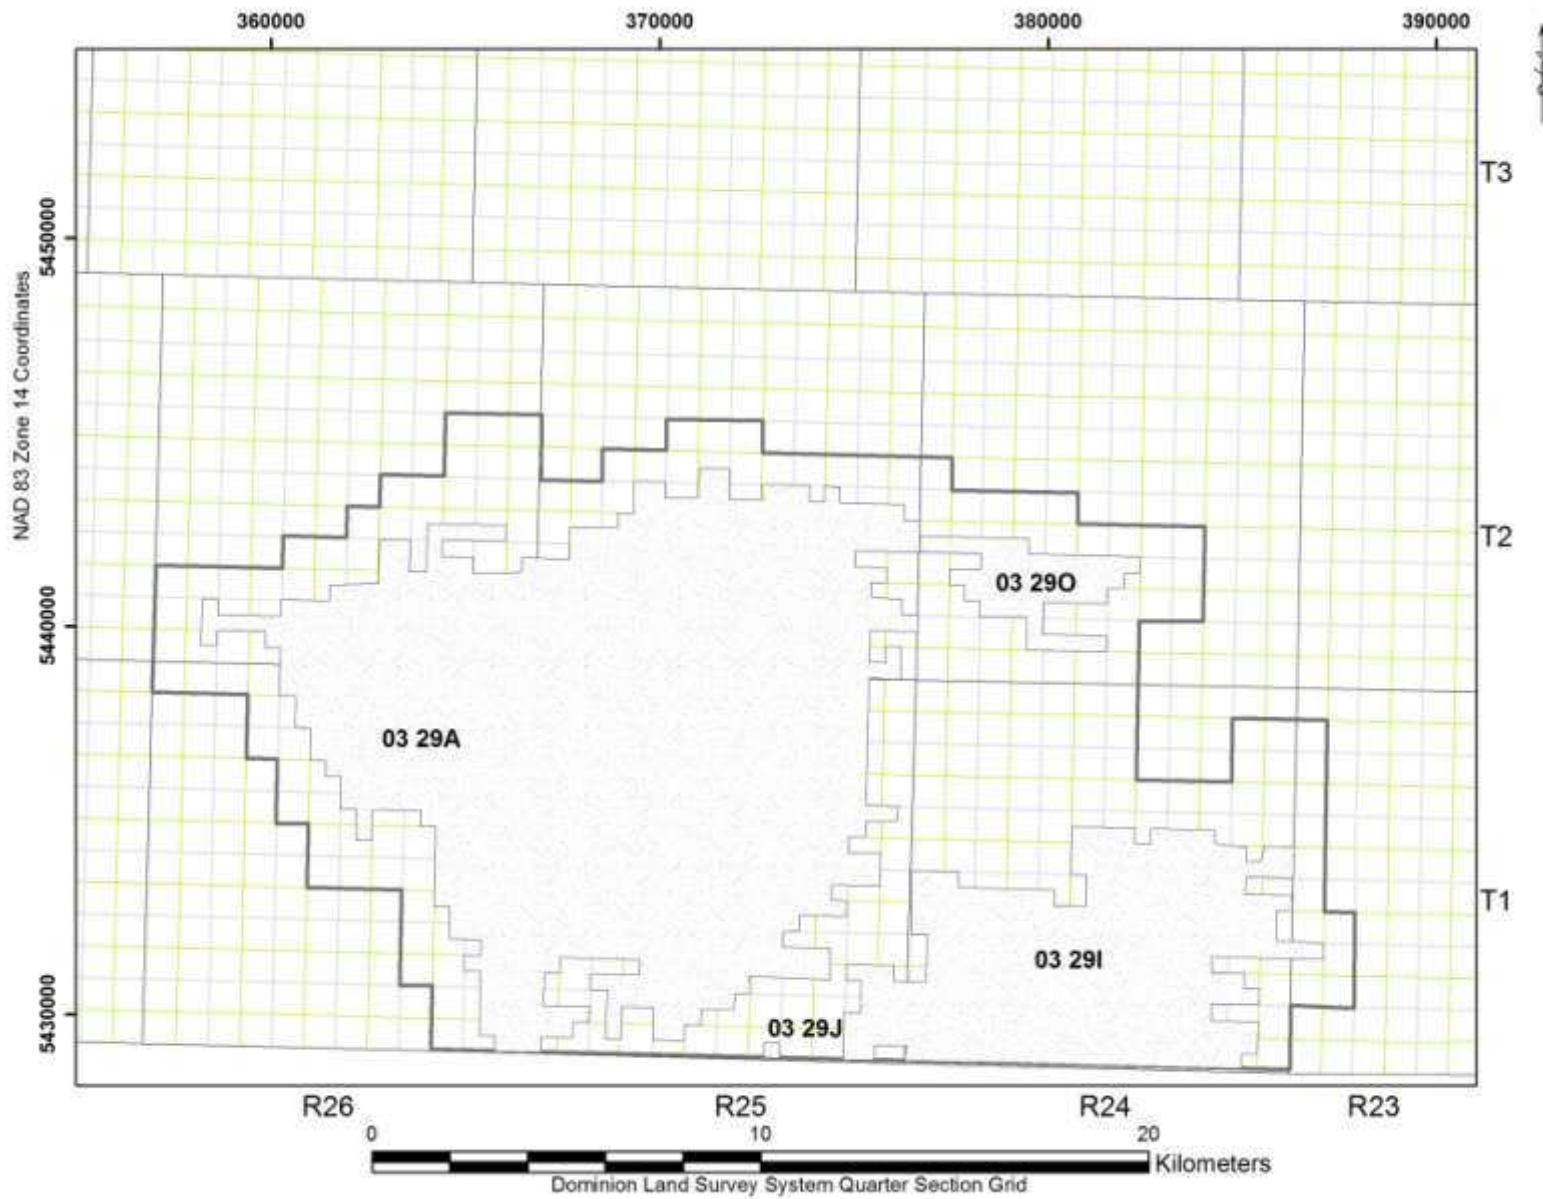 360000 370000 380000 390000
T3
5450000
NAD 83 Zone 14 Coordinates
T2
03 29O
5440000
03 29A
T1
03 29I
5430000
03 29J
R26 R25 R24 R23
0 10 20
Kilometers
Dominion Land Survey System Quarter Section Grid